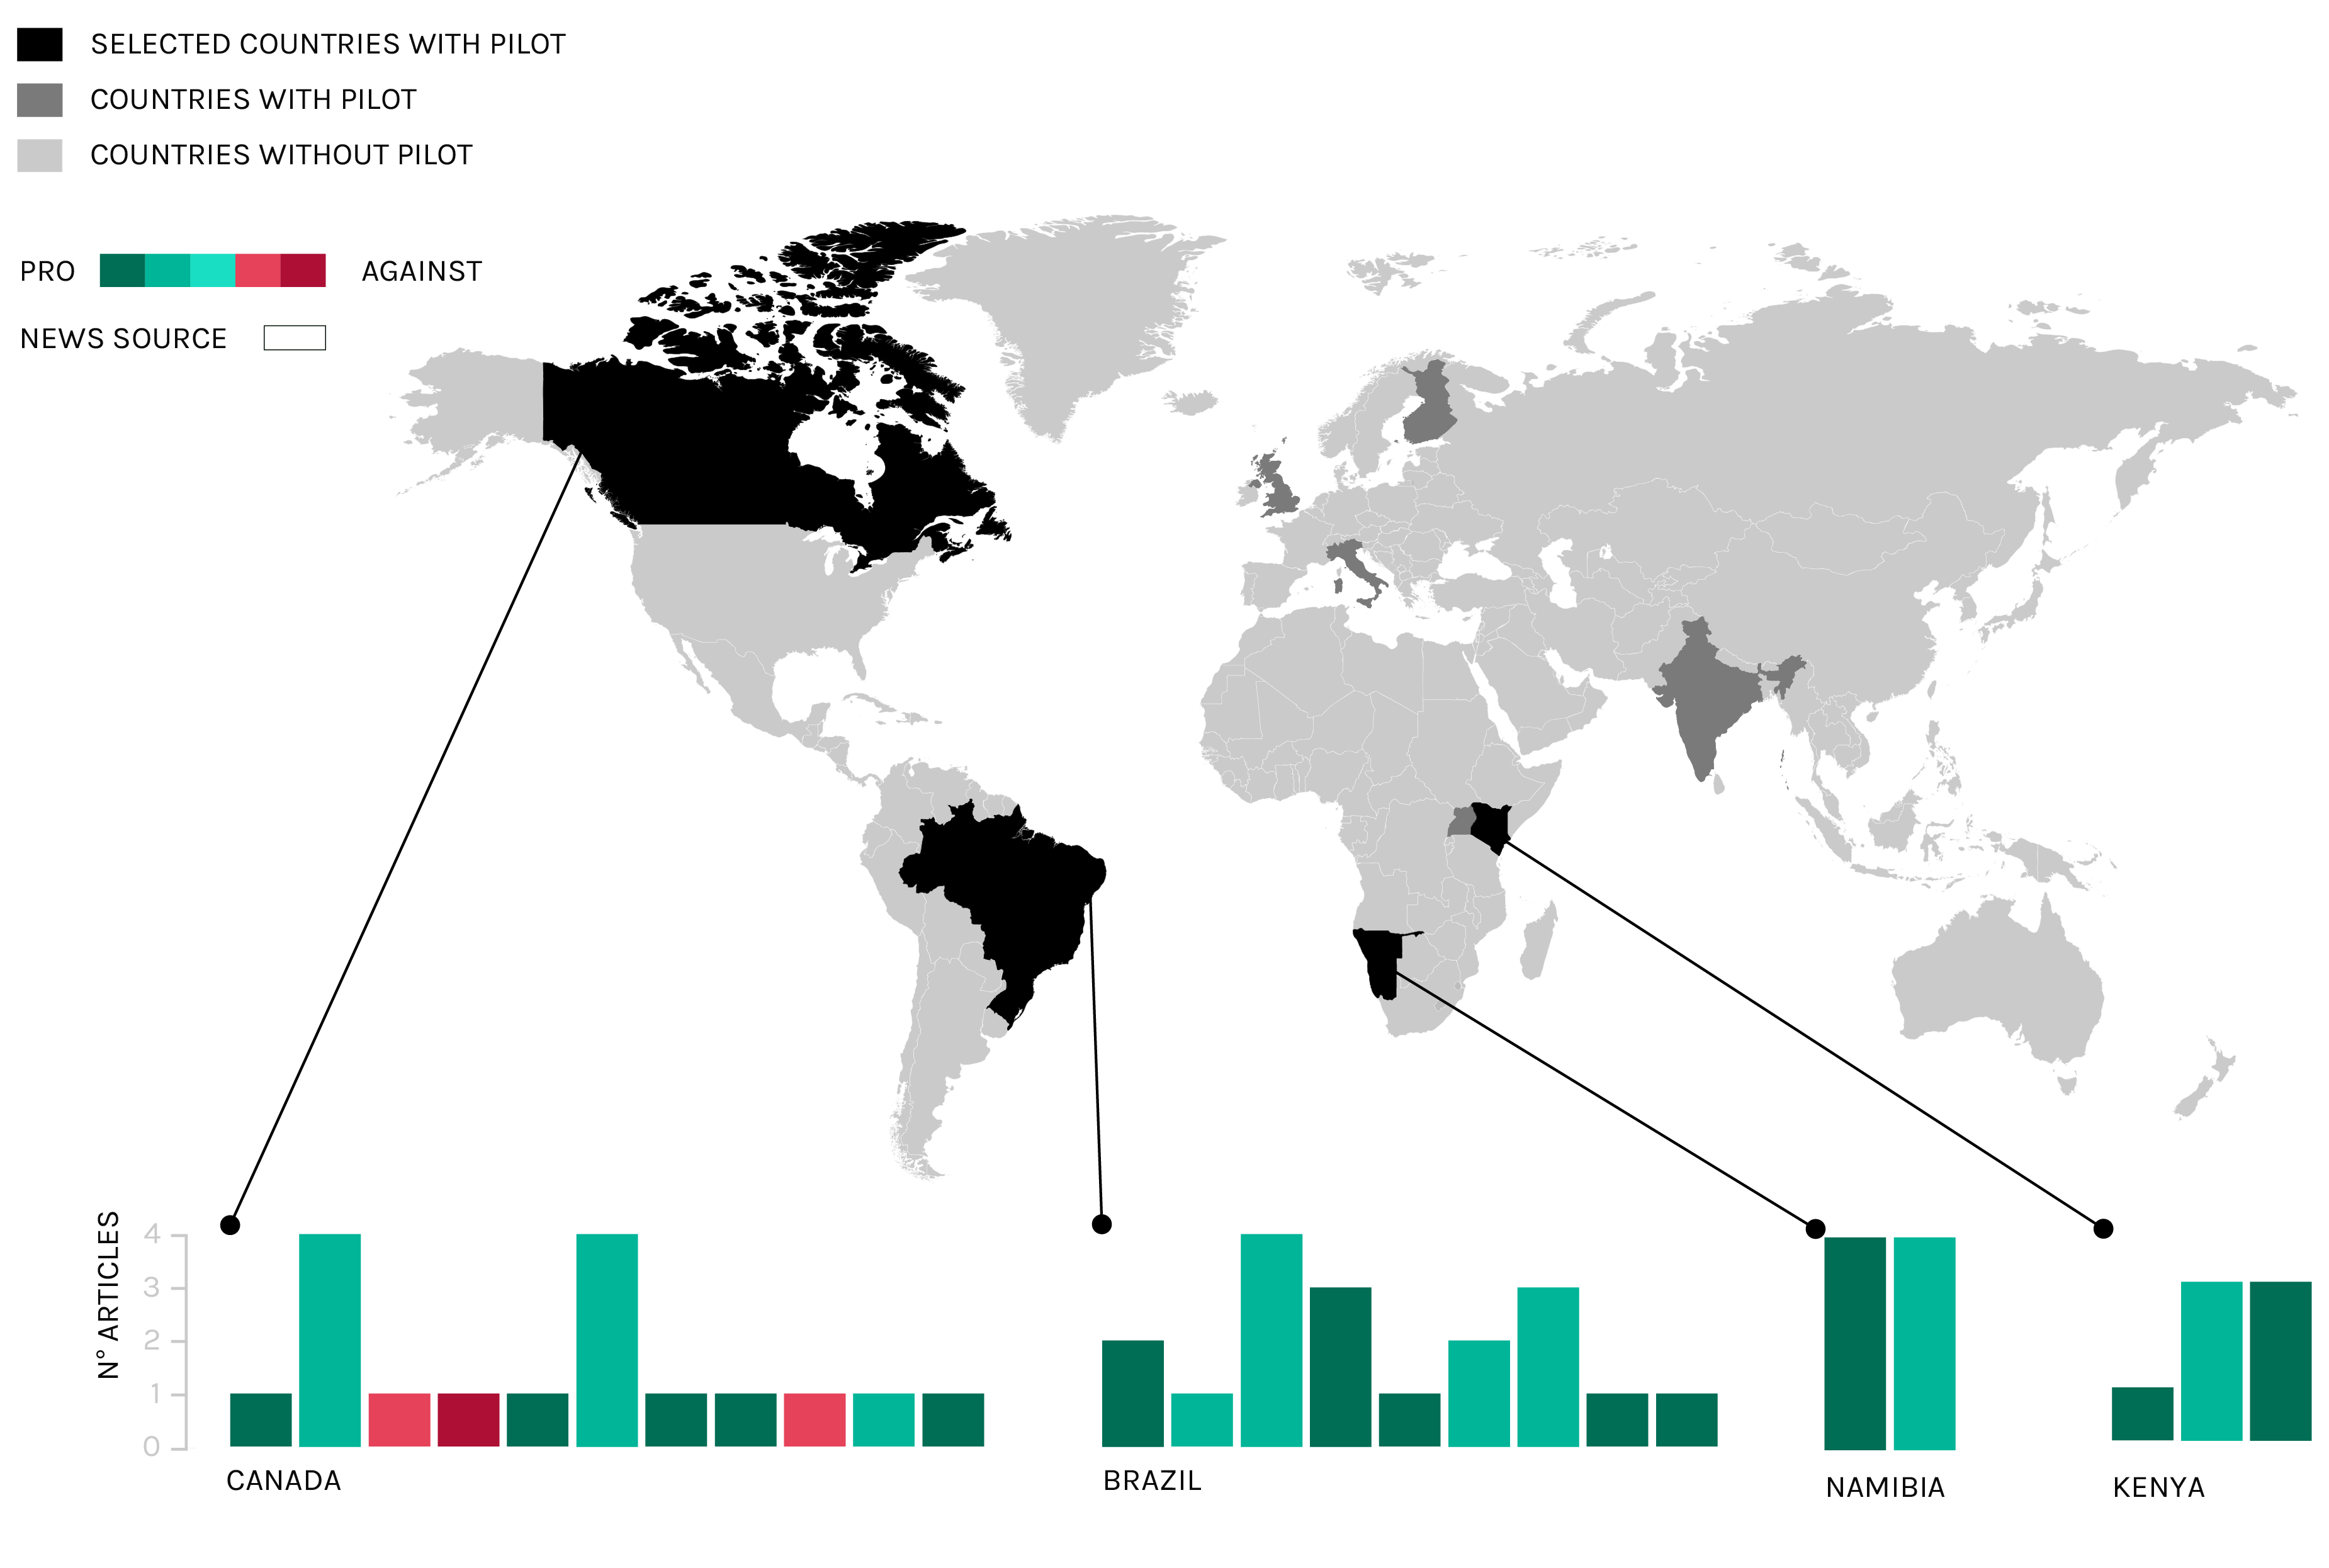 SELECTED COUNTRIES WITH PILOT
COUNTRIES WITH PILOT
COUNTRIES WITHOUT PILOT
PRO AGAINST
NEWS SOURCE
N° ARTICLES
4
3
2
1
0
CANADA
BRAZIL
NAMIBIA
KENYA